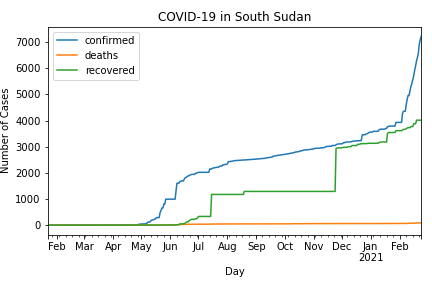 COVID-19 in South Sudan
confirmed
deaths
recovered
Number of Cases
7000
6000
5000
4000
3000
2000
1000
0
Feb Mar Apr May Jun Jul Aug Sep Oct Nov Dec Jan Feb
2021
Day